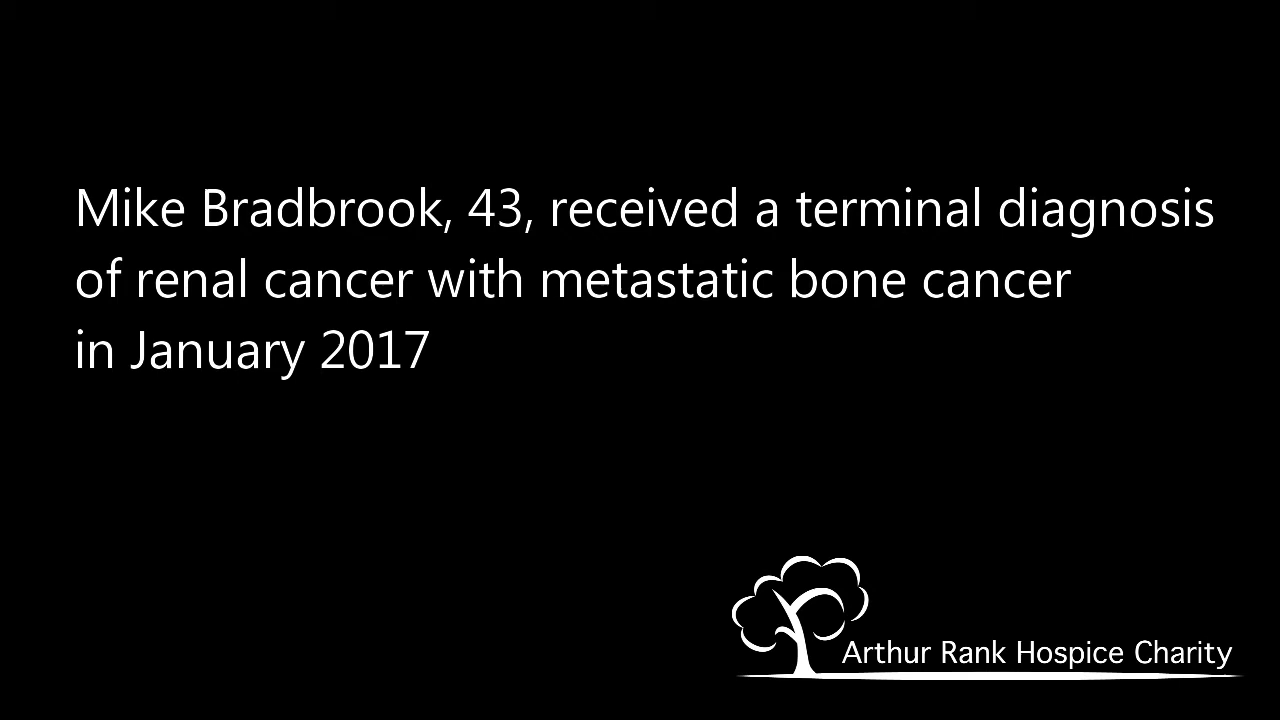 Mike Bradbrook, 43, received a terminal diagnosis
of renal cancer with metastatic bone cancer
in January 2017
Arthur Rank Hospice Charity